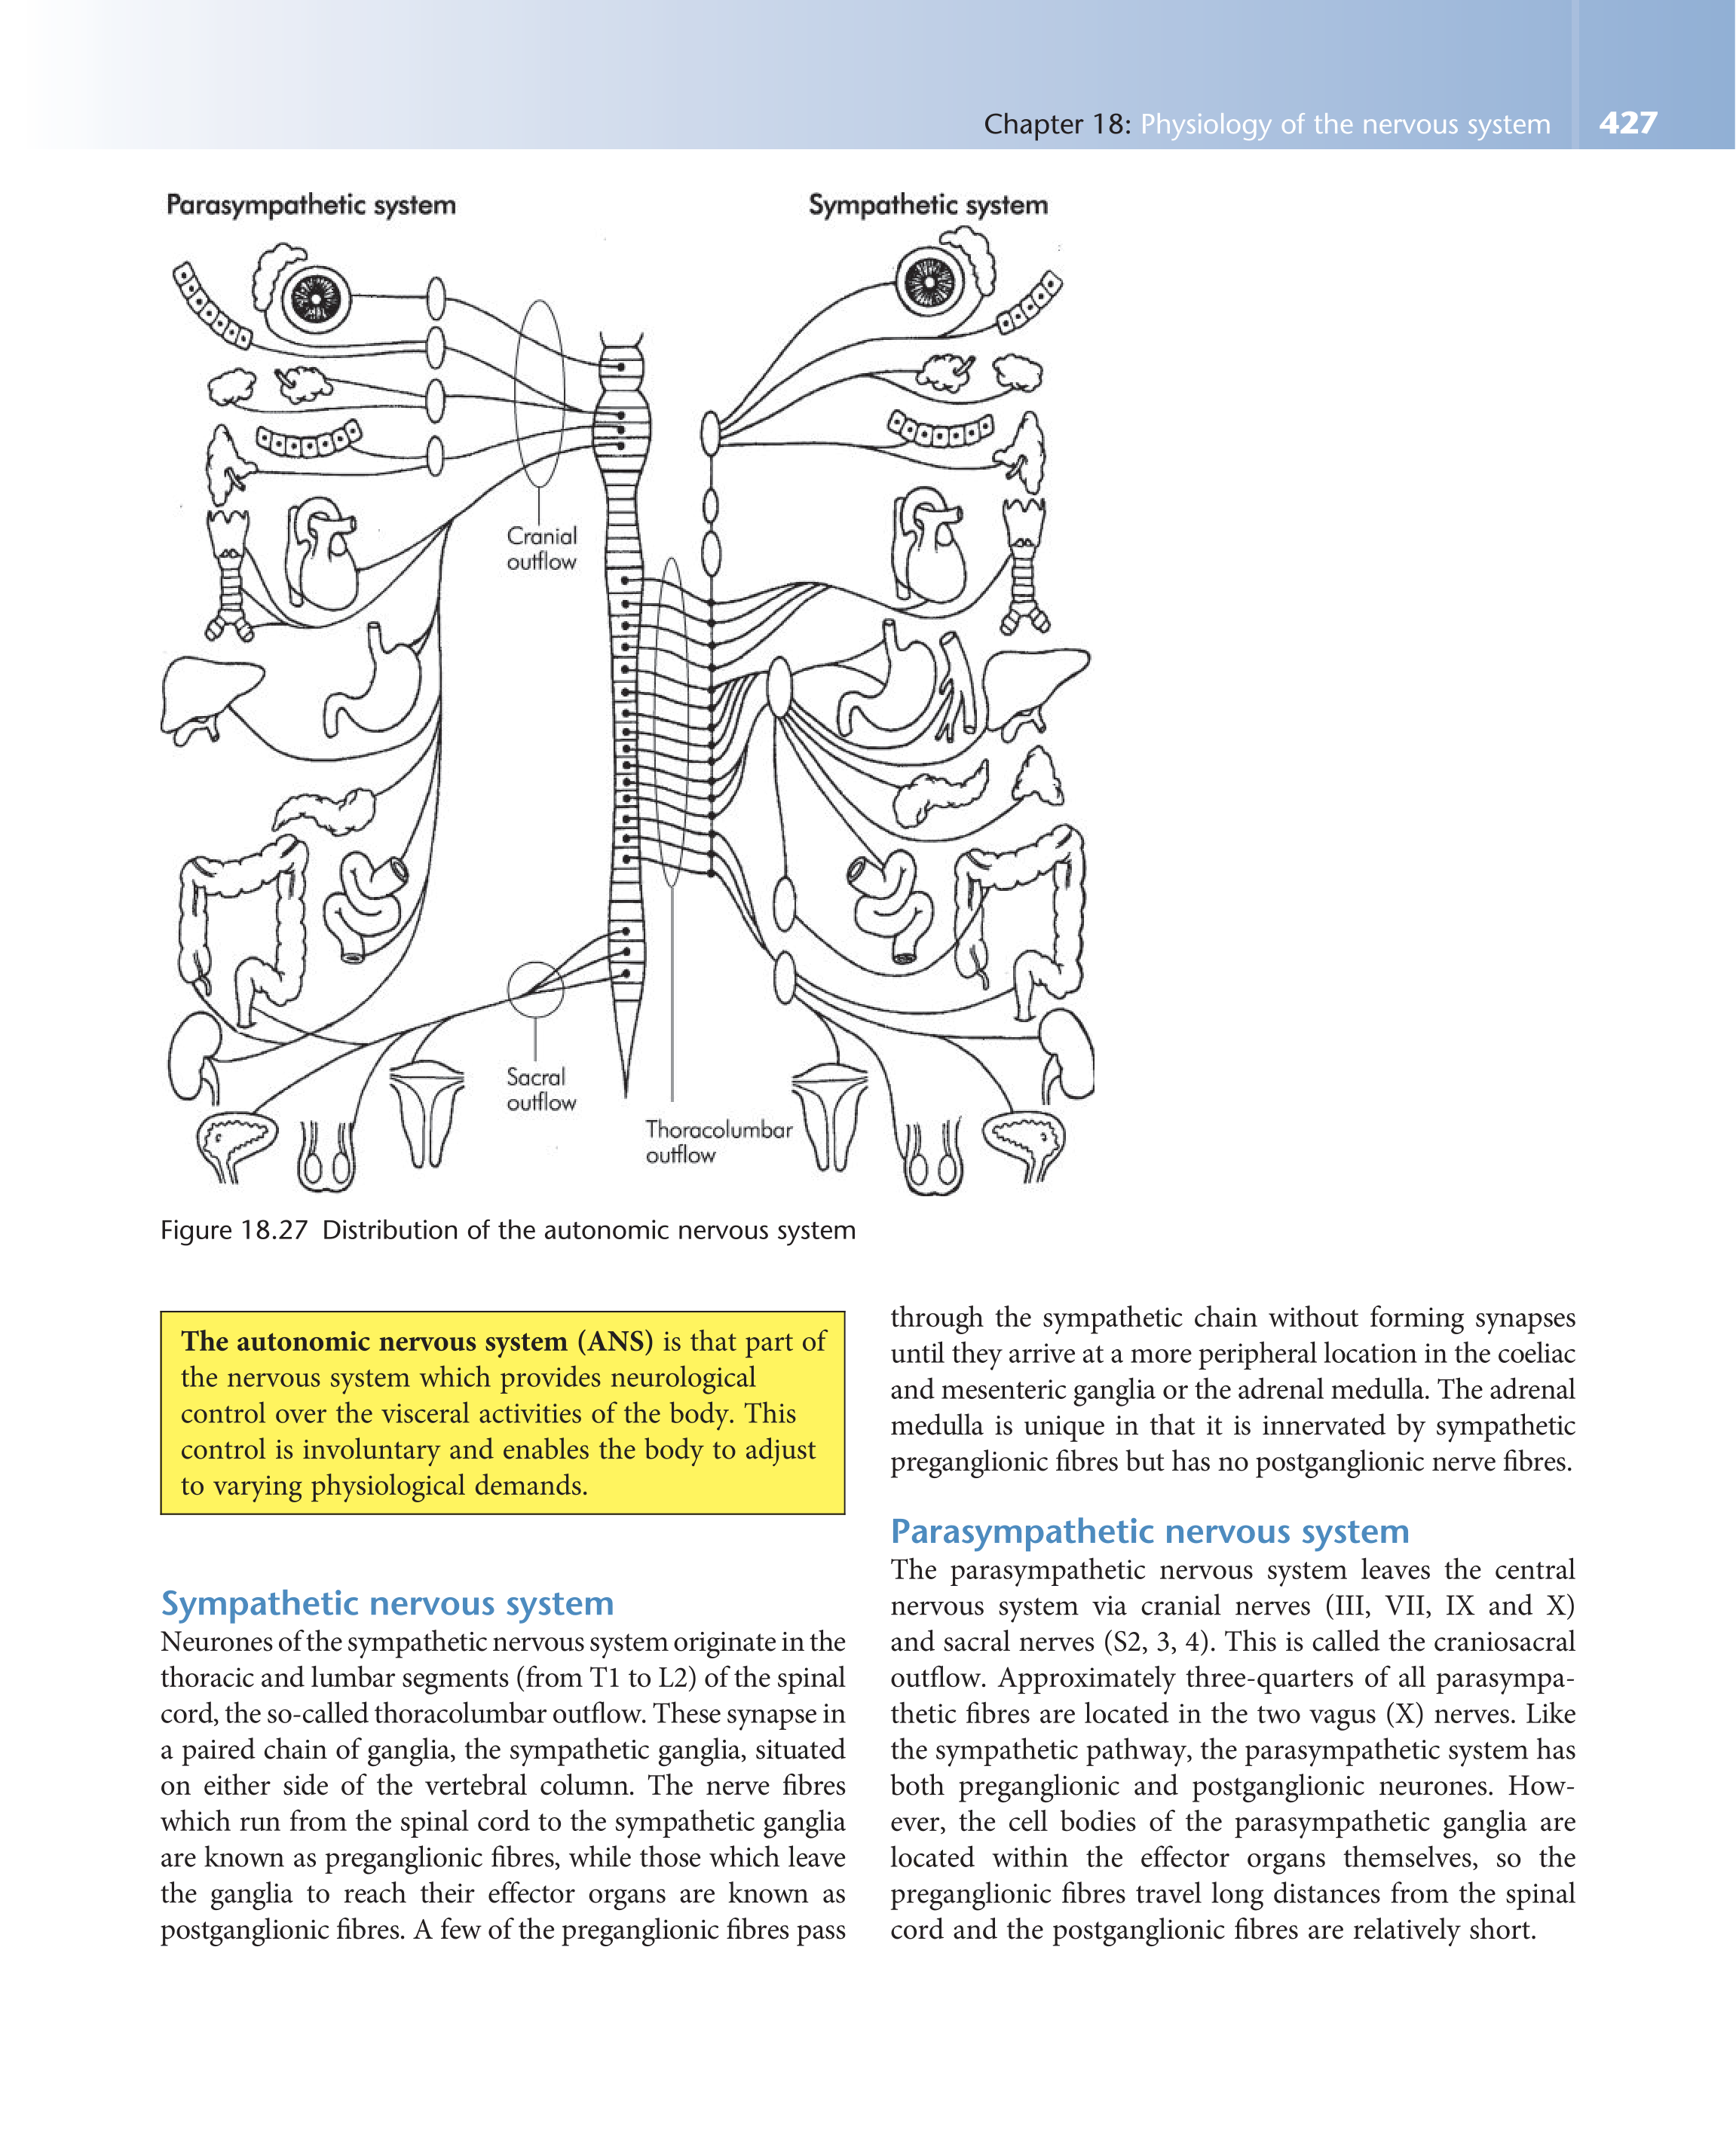 Chapter 18: Physiology of the nervous system 427
Parasympathetic system
Sympathetic system
Cranial
outflow
Sacral
outflow
Thoracolumbar
outflow
Figure 18.27 Distribution of the autonomic nervous system
The autonomic nervous system (ANS) is that part of
the nervous system which provides neurological
control over the visceral activities of the body. This
control is involuntary and enables the body to adjust
to varying physiological demands.
Sympathetic nervous system
Neurones of the sympathetic nervous system originate in the
thoracic and lumbar segments (from T1 to L2) of the spinal
cord, the so-called thoracolumbar outflow. These synapse in
a paired chain of ganglia, the sympathetic ganglia, situated
on either side of the vertebral column. The nerve fibres
which run from the spinal cord to the sympathetic ganglia
are known as preganglionic fibres, while those which leave
the ganglia to reach their effector organs are known as
postganglionic fibres. A few of the preganglionic fibres pass
through the sympathetic chain without forming synapses
until they arrive at a more peripheral location in the coeliac
and mesenteric ganglia or the adrenal medulla. The adrenal
medulla is unique in that it is innervated by sympathetic
preganglionic fibres but has no postganglionic nerve fibres.
Parasympathetic nervous system
The parasympathetic nervous system leaves the central
nervous system via cranial nerves (III, VII, IX and X)
and sacral nerves (S2, 3, 4). This is called the craniosacral
outflow. Approximately three-quarters of all parasympa-
thetic fibres are located in the two vagus (X) nerves. Like
the sympathetic pathway, the parasympathetic system has
both preganglionic and postganglionic neurones. How-
ever, the cell bodies of the parasympathetic ganglia are
located within the effector organs themselves, so the
preganglionic fibres travel long distances from the spinal
cord and the postganglionic fibres are relatively short.